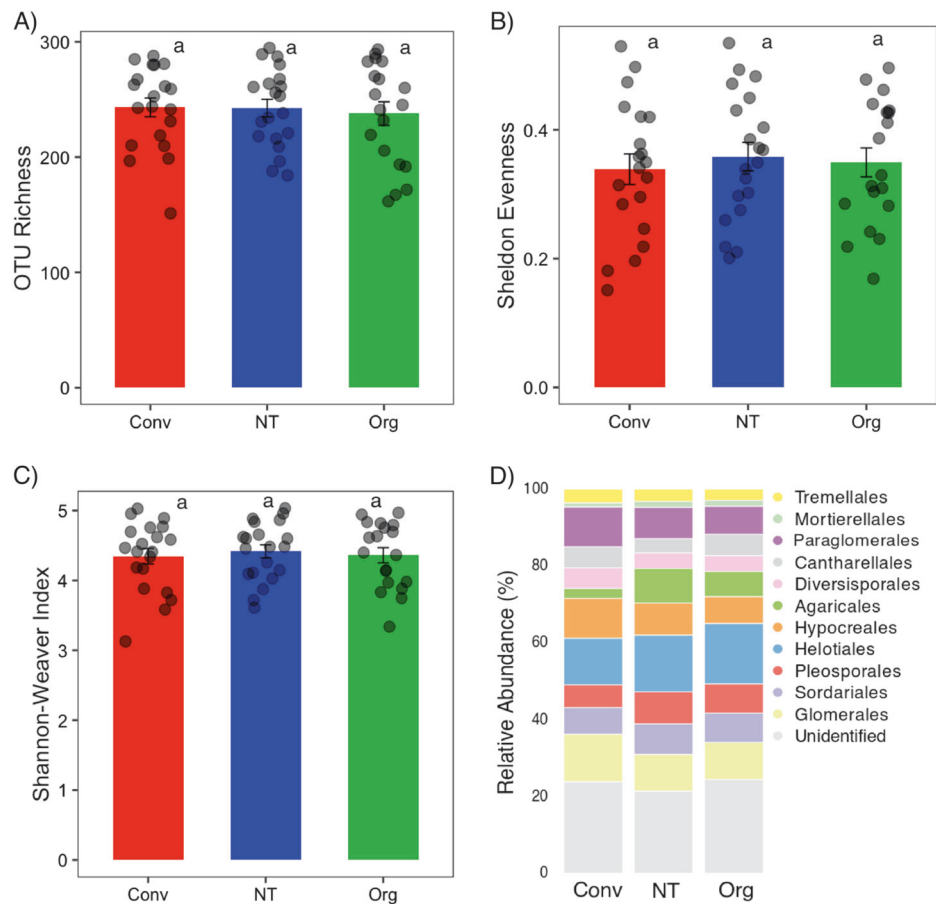 A)
a
a
a
300
200
100
0
OTU Richness
Conv
NT
Org
B)
a
a
a
0.4
0.2
0.0
Sheldon Evenness
Conv
NT
Org
C)
a
a
a
5
4
3
2
1
0
Shannon-Weaver Index
Conv
NT
Org
D)
100
80
60
40
20
0
Relative Abundance (%)
Conv
NT
Org
Tremellales
Mortierellales
Paraglomerales
Cantharellales
Diversisporales
Agaricales
Hypocreales
Helotiales
Pleosporales
Sordariales
Glomerales
Unidentified